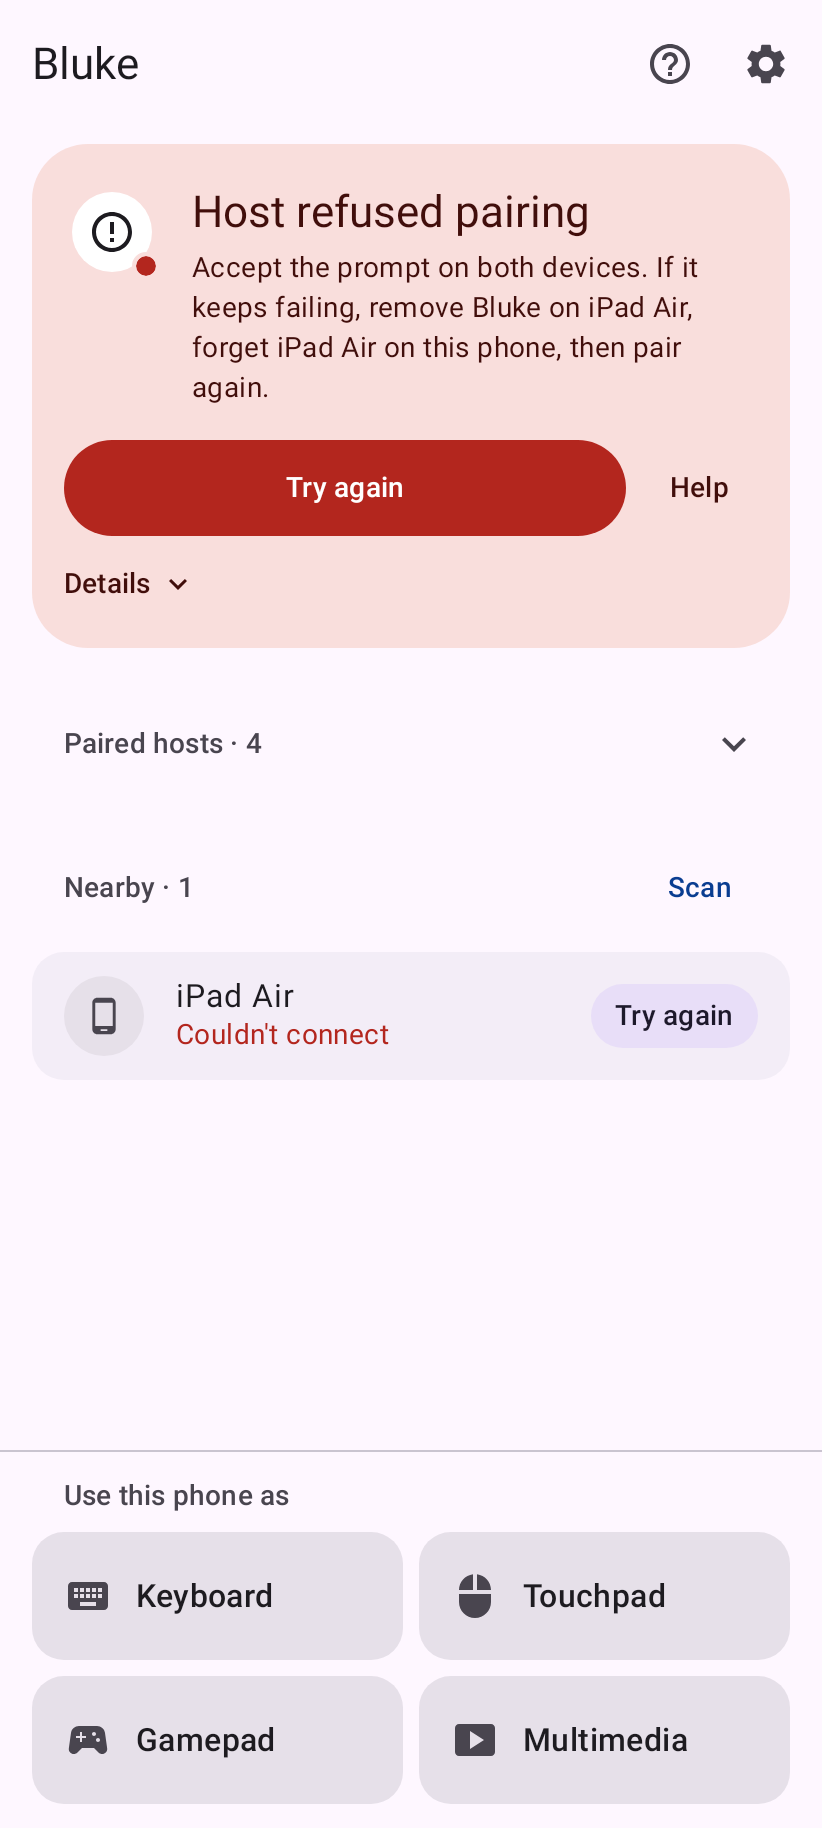 Bluke
Host refused pairing
Accept the prompt on both devices. If it
keeps failing, remove Bluke on iPad Air,
forget iPad Air on this phone, then pair
again.
Try again
Help
Details
Paired hosts · 4
Nearby · 1
Scan
iPad Air
Couldn't connect
Try again
Use this phone as
Keyboard
Touchpad
Gamepad
Multimedia